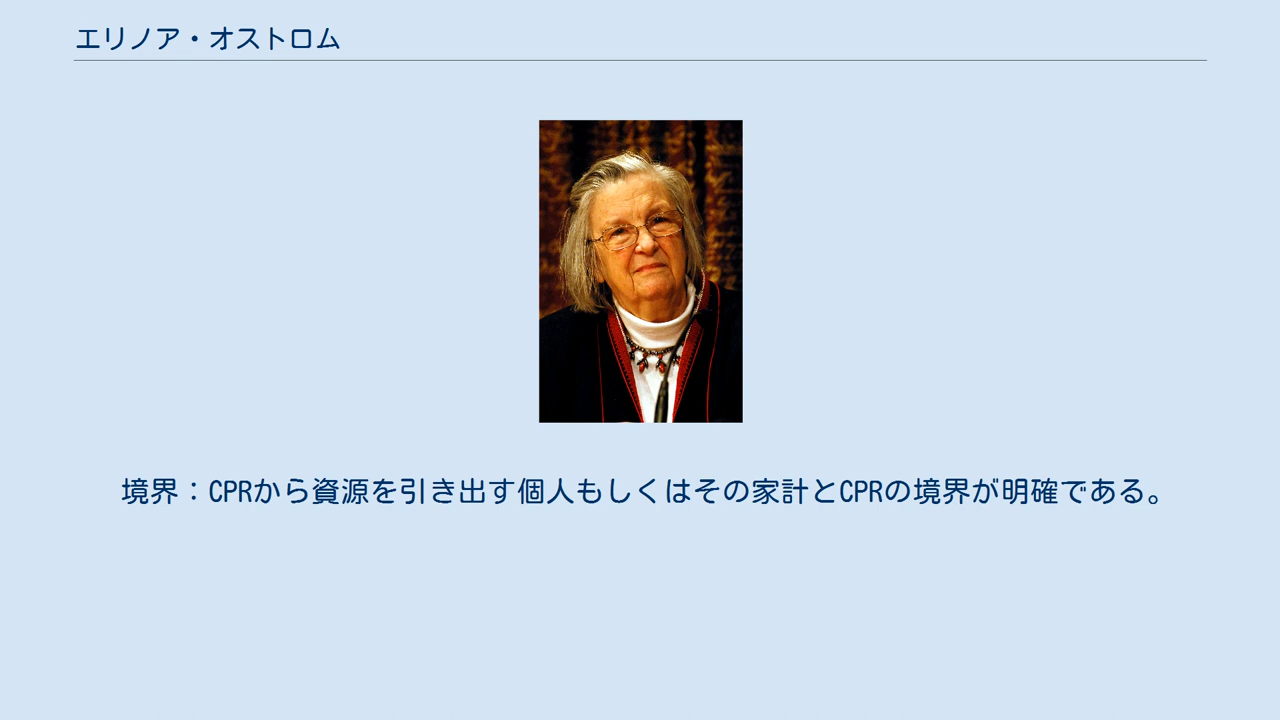 エリノア・オストロム
境界：CPRから資源を引き出す個人もしくはその家計とCPRの境界が明確である。